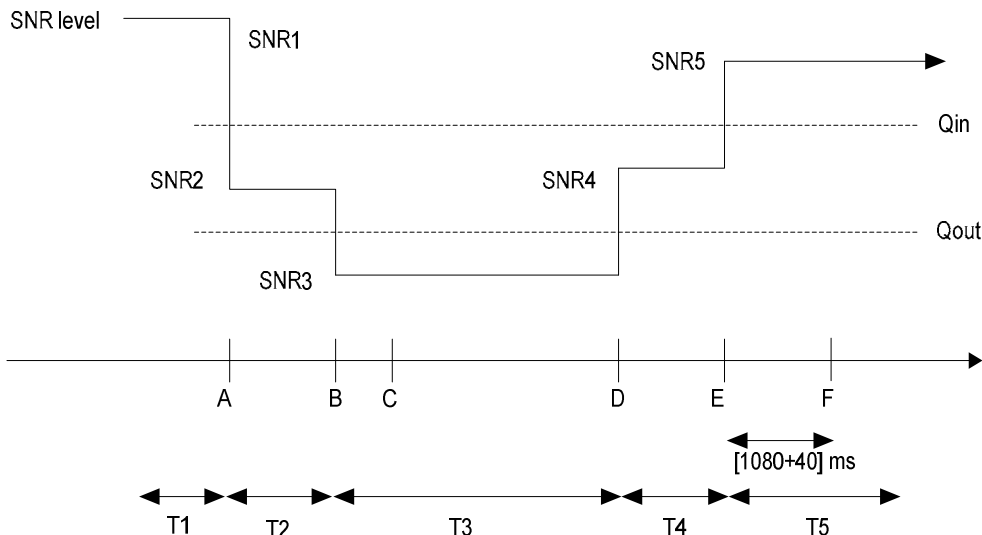 SNR level
SNR1
SNR5
Qin
SNR2
SNR4
Qout
SNR3
A B C D E F
[1080+40] ms
T1 T2 T3 T4 T5